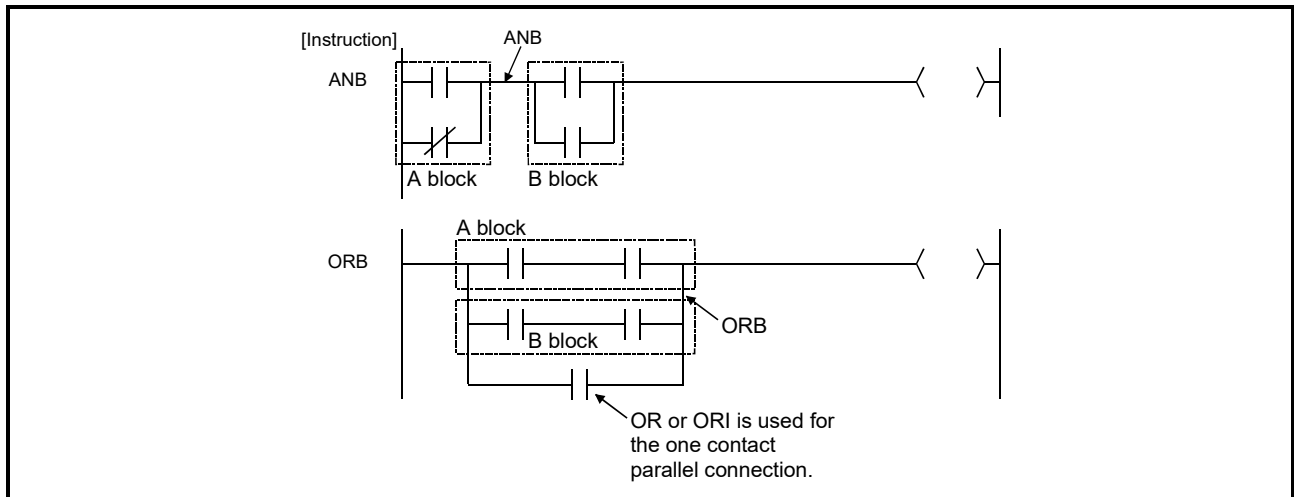 [Instruction]
ANB
ANB
A block
B block
A block
ORB
B block
ORB
OR or ORI is used for
the one contact
parallel connection.